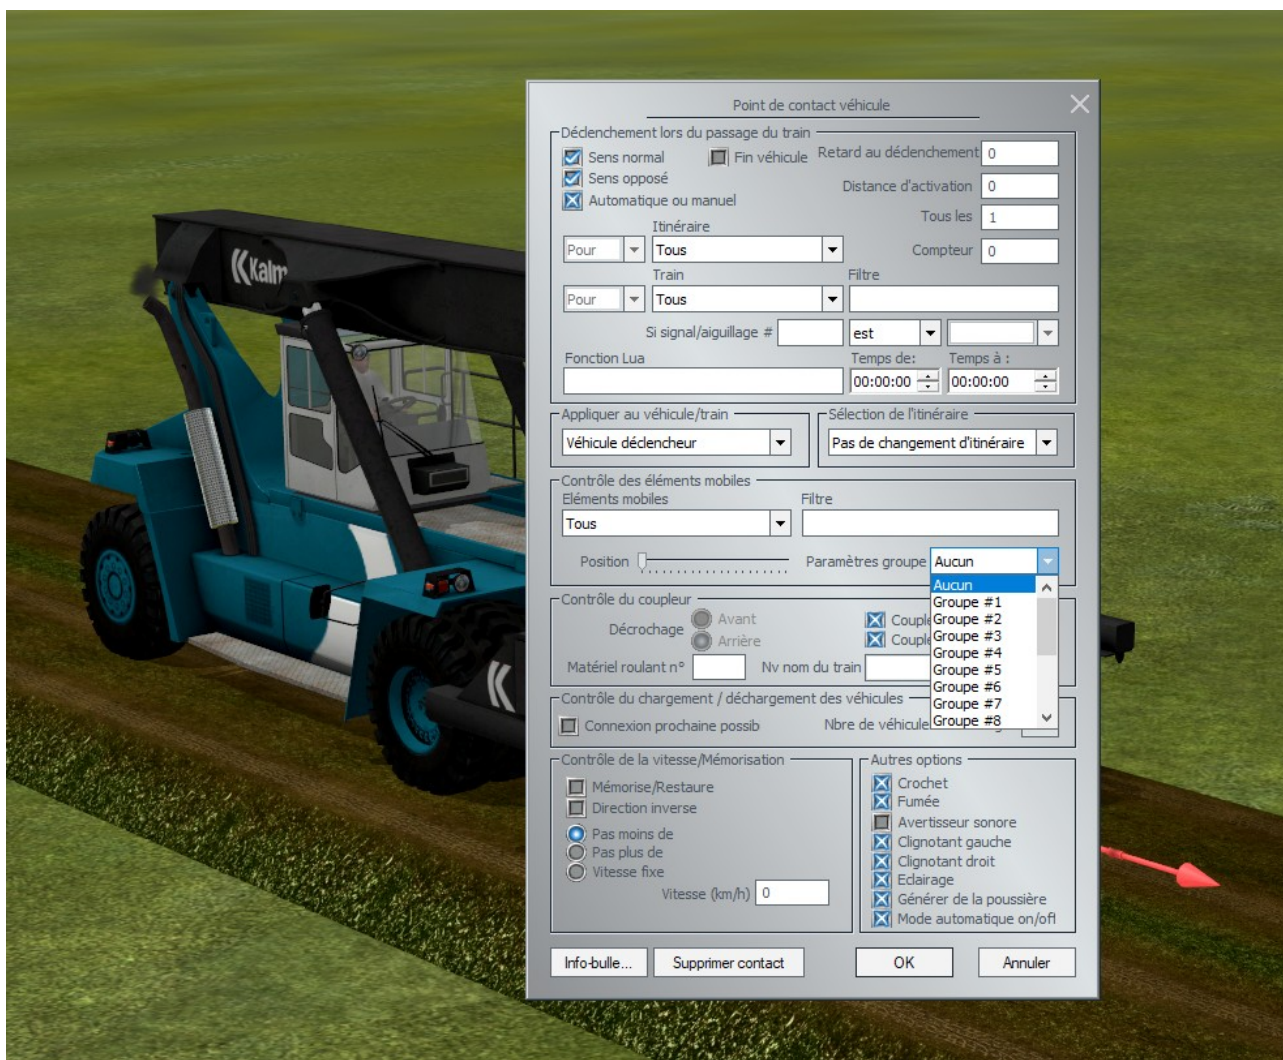 Point de contact véhicule
Déclenchement lors du passage du train
Sens normal
Fin véhicule
Retard au déclenchement 0
Sens opposé
Distance d'activation 0
Automatique ou manuel
Tous les 1
Itinéraire
Pour Tous
Compteur 0
Train
Filtre
Pour Tous
Si signal/aiguillage # est
Fonction Lua
Temps de:
Temps à :
00:00:00 00:00:00
Appliquer au véhicule/train
Véhicule déclencheur
Sélection de l'itinéraire
Pas de changement d'itinéraire
Contrôle des éléments mobiles
Eléments mobiles
Filtre
Tous
Position
Paramètres groupe Aucun
Aucun
Groupe #1
Groupe #2
Groupe #3
Groupe #4
Groupe #5
Groupe #6
Groupe #7
Groupe #8
Contrôle du coupleur
Décrochage
Avant
Arrière
Couple
Couple
Matériel roulant n°
Nv nom du train
Contrôle du chargement / déchargement des véhicules
Connexion prochaine possib
Nbre de véhicule
Contrôle de la vitesse/Mémorisation
Mémorise/Restaure
Direction inverse
Pas moins de
Pas plus de
Vitesse fixe
Vitesse (km/h) 0
Autres options
Crochet
Fumée
Avertisseur sonore
Clignotant gauche
Clignotant droit
Eclairage
Générer de la poussière
Mode automatique on/off
Info-bulle...
Supprimer contact
OK
Annuler
Kalm